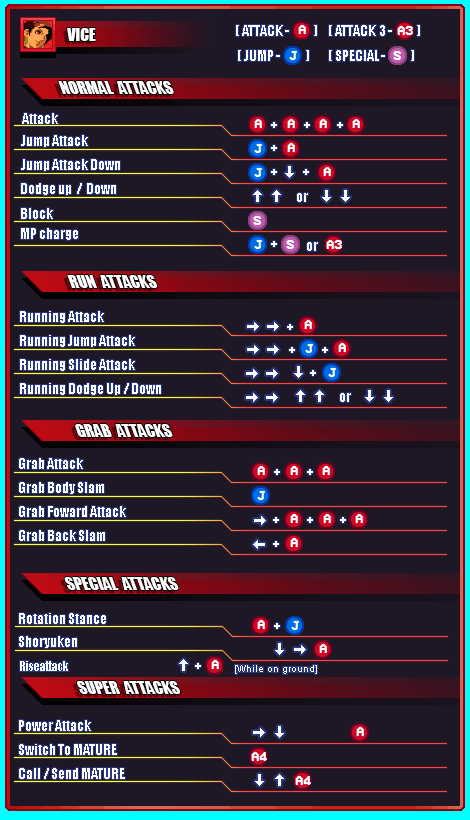 VICE
[ ATTACK- A ] [ ATTACK 3- A3 ]
[ JUMP- J ] [ SPECIAL- S ]
NORMAL ATTACKS
Attack A + A + A + A
Jump Attack J + A
Jump Attack Down J + ↓ + A
Dodge up / Down ↑ ↑ or ↓ ↓
Block S
MP charge J + S or A3
RUN ATTACKS
Running Attack → → + A
Running Jump Attack → → + J + A
Running Slide Attack → → ↓ + J
Running Dodge Up / Down → → ↑ ↑ or ↓ ↓
GRAB ATTACKS
Grab Attack A + A + A
Grab Body Slam J
Grab Foward Attack → + A + A + A
Grab Back Slam ← + A
SPECIAL ATTACKS
Rotation Stance A + J
Shoryuken ↓ → A
Riseattack ↑ + A [While on ground]
SUPER ATTACKS
Power Attack → ↓ A
Switch To MATURE A4
Call / Send MATURE ↓ ↑ A4